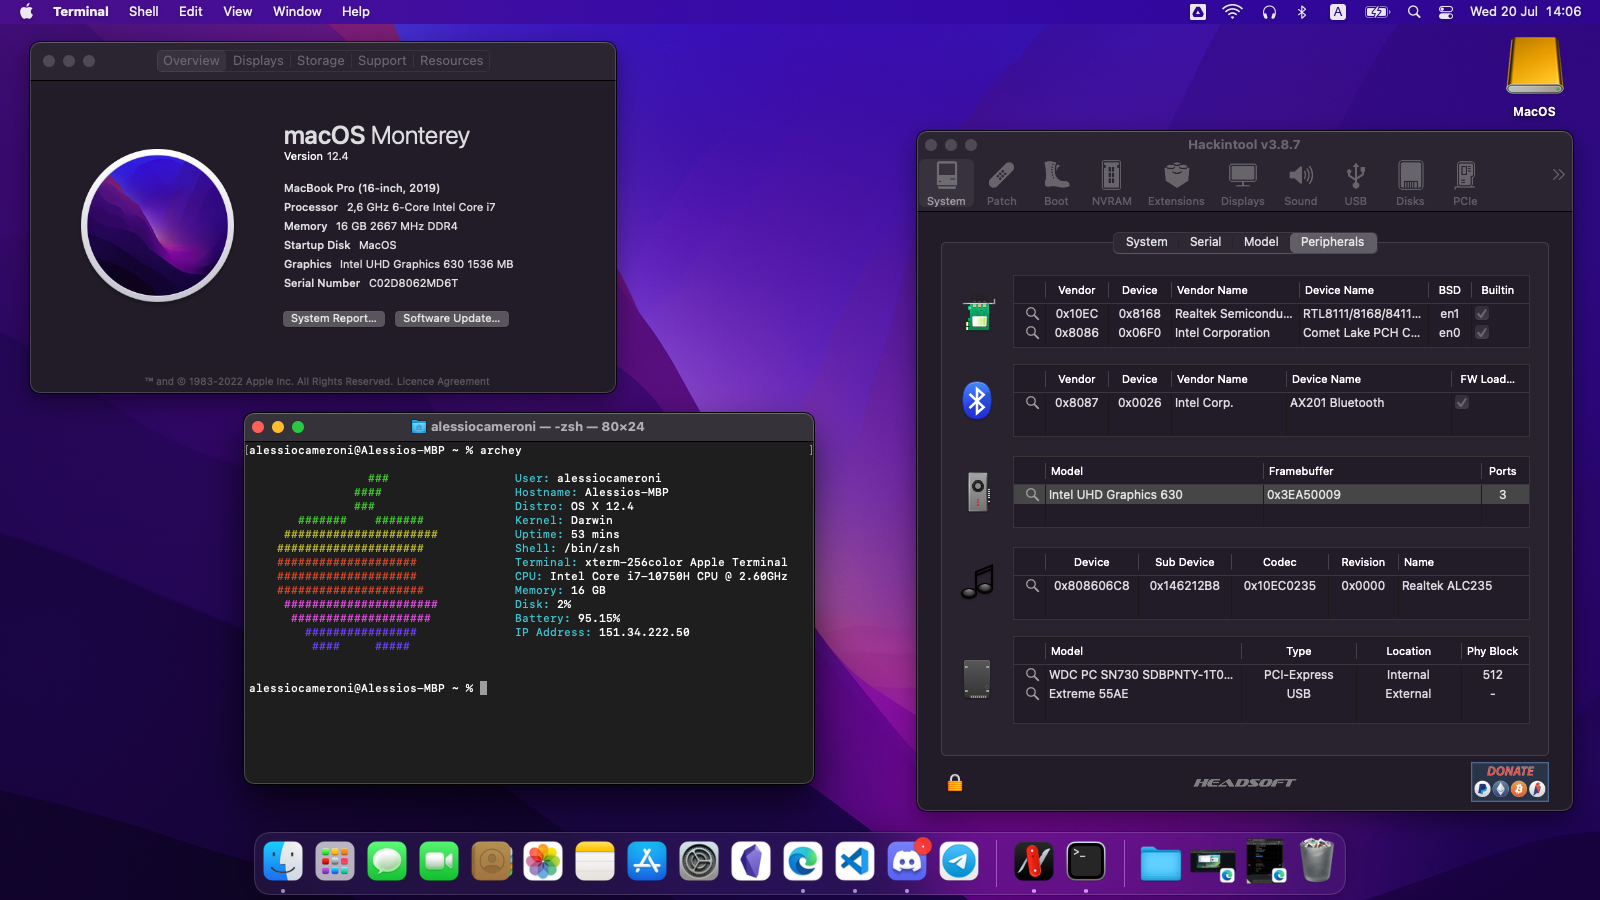 Terminal Shell Edit View Window Help
A Wed 20 Jul 14:06
MacOS
Overview Displays Storage Support Resources
macOS Monterey
Version 12.4
MacBook Pro (16-inch, 2019)
Processor 2,6 GHz 6-Core Intel Core i7
Memory 16 GB 2667 MHz DDR4
Startup Disk MacOS
Graphics Intel UHD Graphics 630 1536 MB
Serial Number C02D8062MD6T
System Report... Software Update...
™ and © 1983-2022 Apple Inc. All Rights Reserved. Licence Agreement
alessiocameroni — -zsh — 80×24
[alessiocameroni@Alessios-MBP ~ % archey ]
### User: alessiocameroni
#### Hostname: Alessios-MBP
### Distro: OS X 12.4
####### ####### Kernel: Darwin
###################### Uptime: 53 mins
##################### Shell: /bin/zsh
#################### Terminal: xterm-256color Apple Terminal
#################### CPU: Intel Core i7-10750H CPU @ 2.60GHz
##################### Memory: 16 GB
###################### Disk: 2%
#################### Battery: 95.15%
################ IP Address: 151.34.222.50
#### #####
alessiocameroni@Alessios-MBP ~ %
Hackintool v3.8.7
System Patch Boot NVRAM Extensions Displays Sound USB Disks PCIe
System Serial Model Peripherals
Vendor Device Vendor Name Device Name BSD Builtin
0x10EC 0x8168 Realtek Semicondu... RTL8111/8168/8411... en1
0x8086 0x06F0 Intel Corporation Comet Lake PCH C... en0
Vendor Device Vendor Name Device Name FW Load...
0x8087 0x0026 Intel Corp. AX201 Bluetooth
Model Framebuffer Ports
Intel UHD Graphics 630 0x3EA50009 3
Device Sub Device Codec Revision Name
0x808606C8 0x146212B8 0x10EC0235 0x0000 Realtek ALC235
Model Type Location Phy Block
WDC PC SN730 SDBPNTY-1T0... PCI-Express Internal 512
Extreme 55AE USB External -
HEADSOFT
DONATE